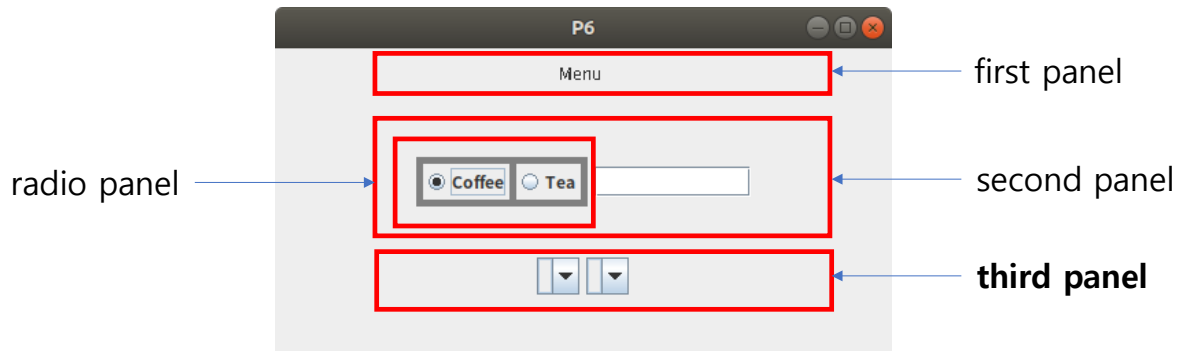 P6
Menu
first panel
radio panel
Coffee
Tea
second panel
third panel